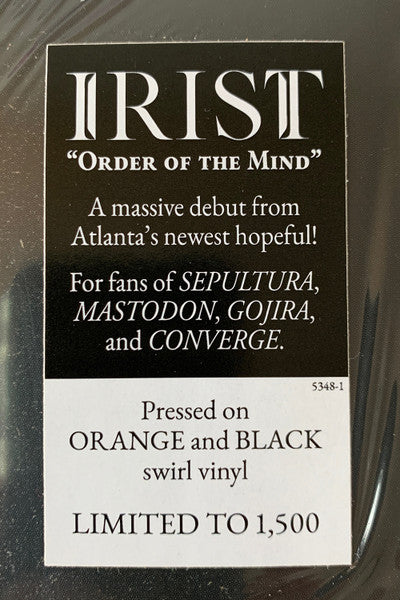 IRIST
“ORDER OF THE MIND”
A massive debut from
Atlanta’s newest hopeful!
For fans of SEPULTURA,
MASTODON, GOJIRA,
and CONVERGE.
5348-1
Pressed on
ORANGE and BLACK
swirl vinyl
LIMITED TO 1,500